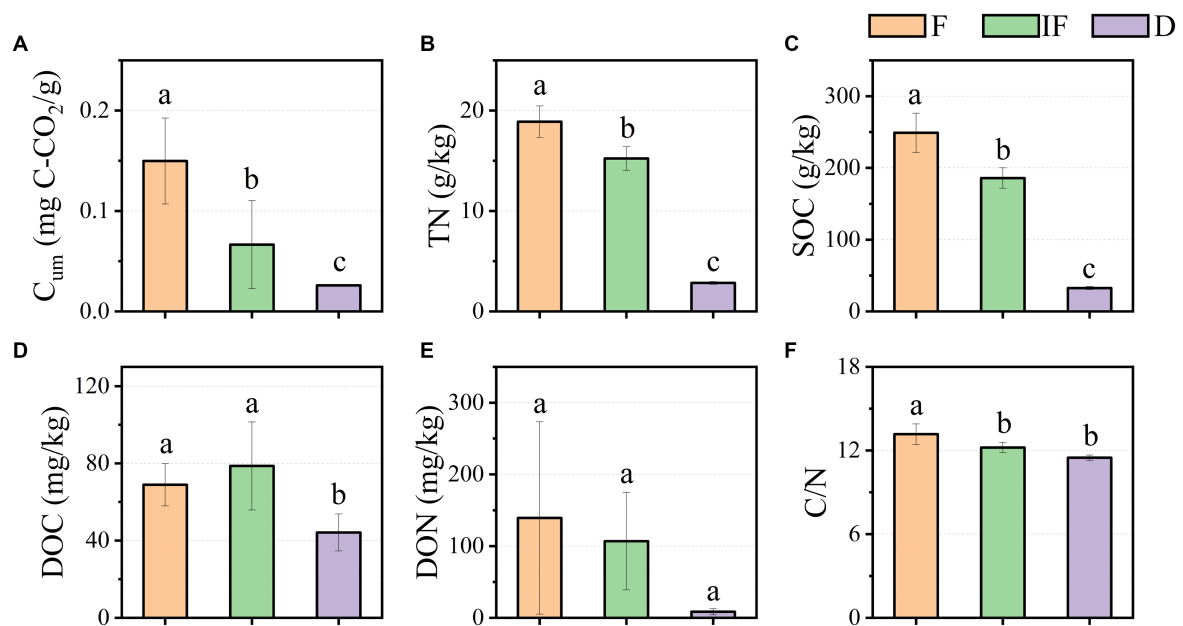 F IF D
A
C_um (mg C-CO₂/g)
0.2
0.1
0.0
a
b
c
B
TN (g/kg)
20
10
0
a
b
c
C
SOC (g/kg)
300
200
100
0
a
b
c
D
DOC (mg/kg)
120
80
40
0
a
a
b
E
DON (mg/kg)
300
200
100
0
a
a
a
F
C/N
18
12
6
0
a
b
b